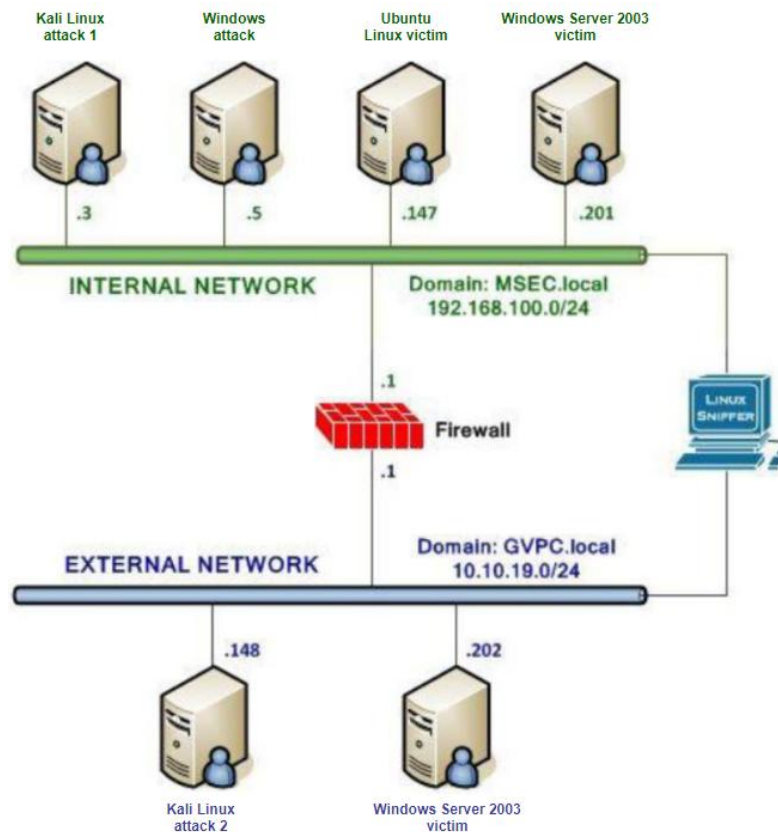 Kali Linux
attack 1
Windows
attack
Ubuntu
Linux victim
Windows Server 2003
victim
.3
.5
.147
.201
INTERNAL NETWORK
Domain: MSEC.local
192.168.100.0/24
.1
Firewall
LINUX
SNIFFER
.1
EXTERNAL NETWORK
Domain: GVPC.local
10.10.19.0/24
.148
.202
Kali Linux
attack 2
Windows Server 2003
victim